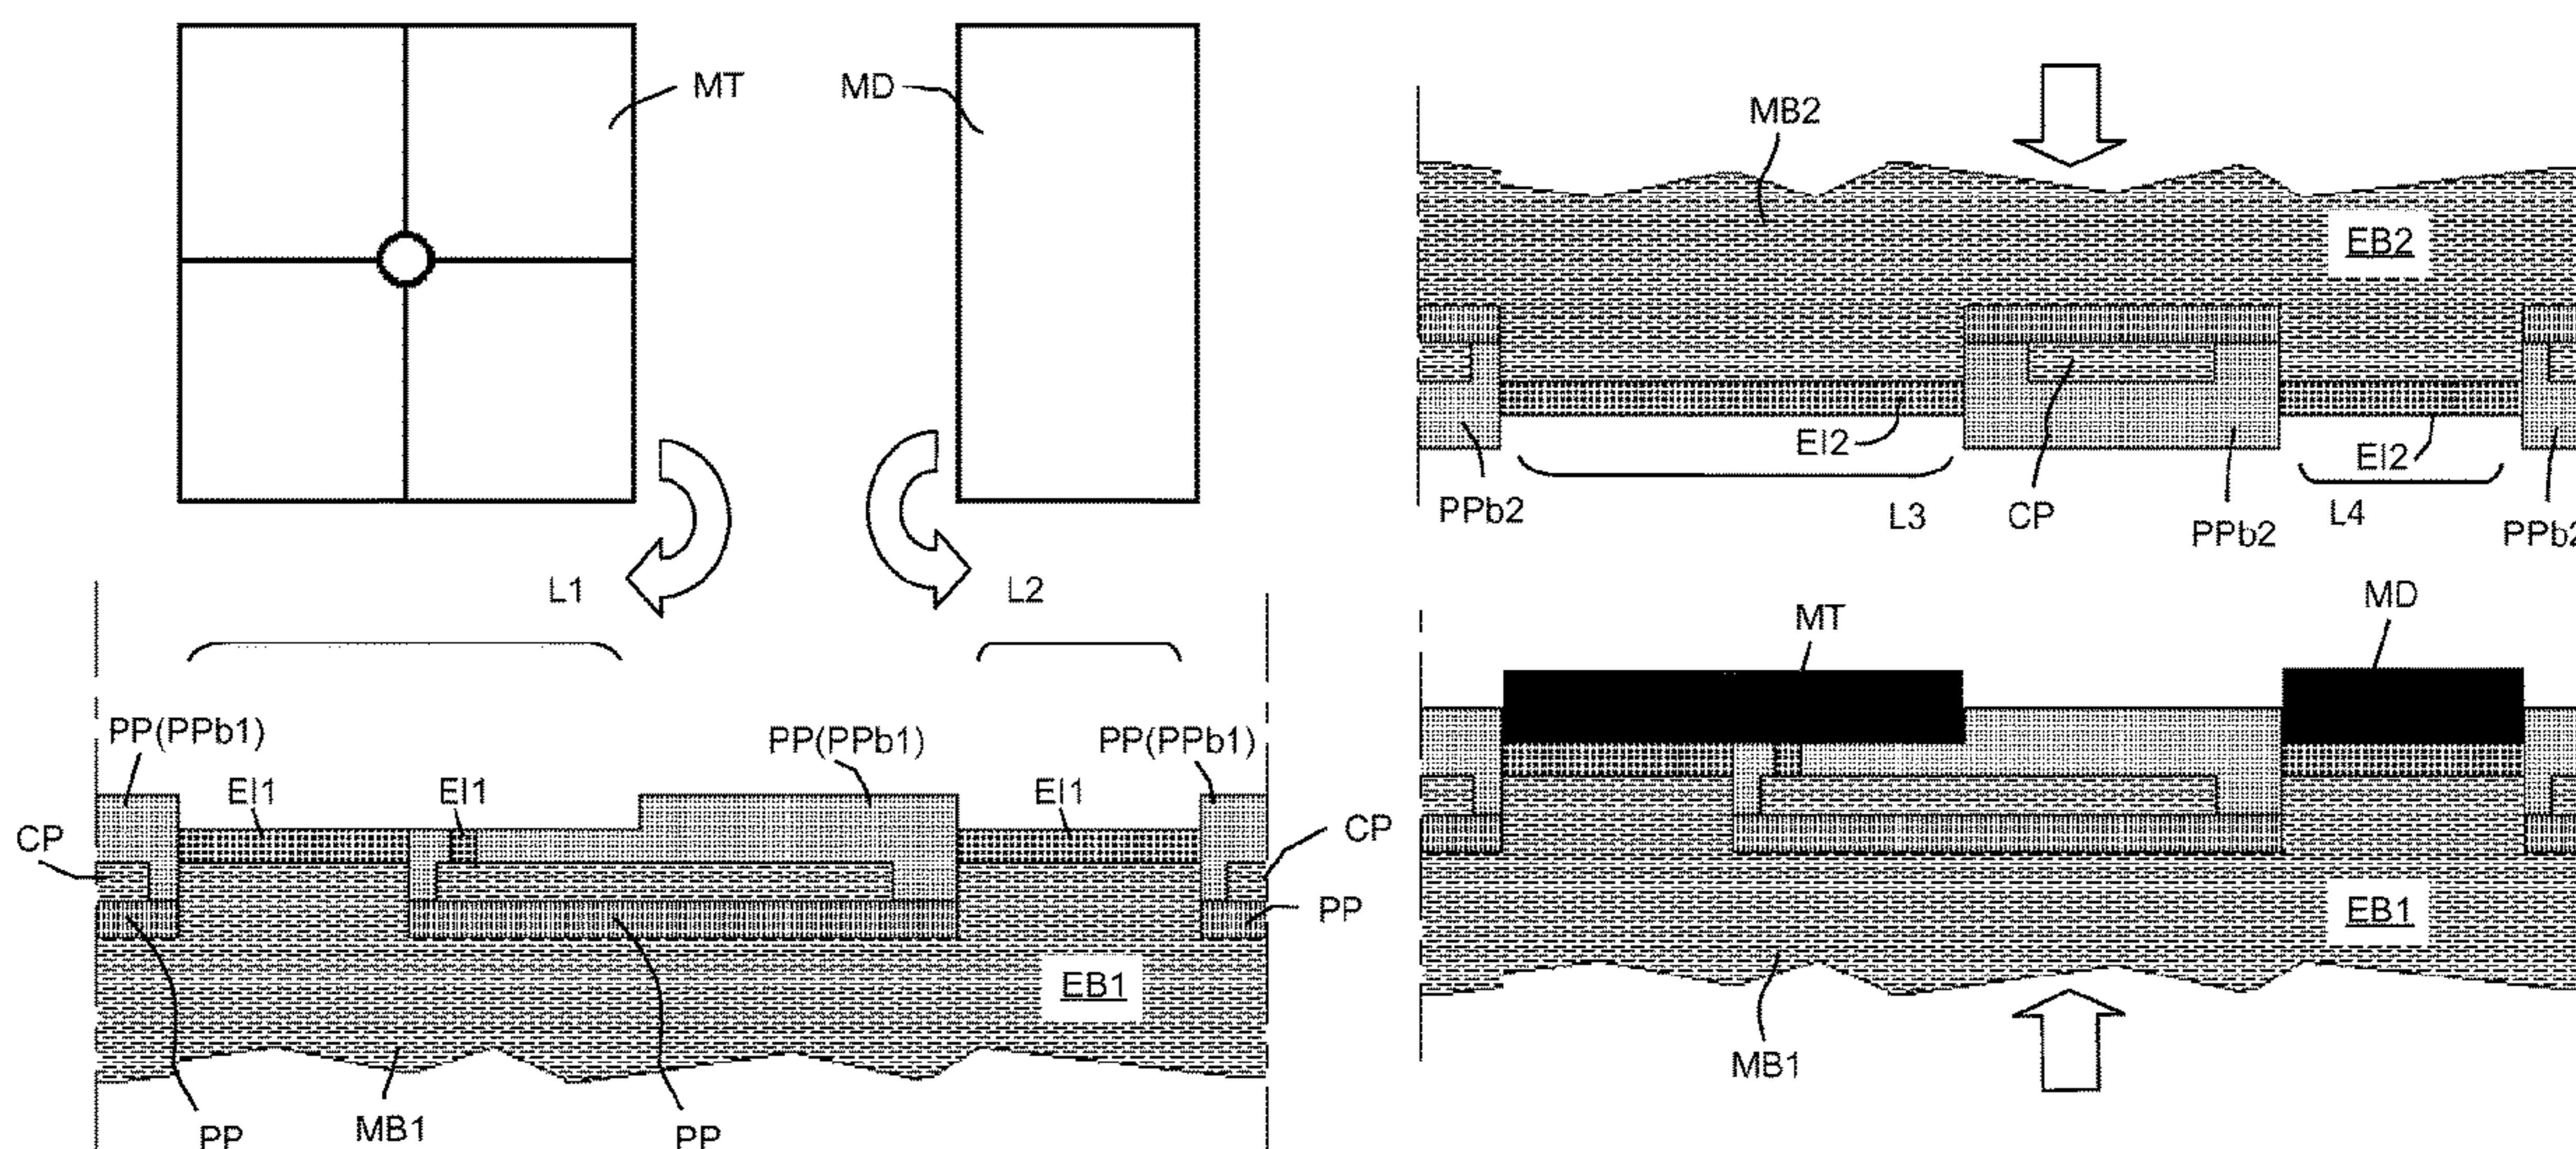 MT
MD
L1
L2
PP(PPb1)
PP(PPb1)
PP(PPb1)
EI1
EI1
EI1
CP
CP
PP
EB1
PP
MB1
PP
MB2
EB2
EI2
EI2
PPb2
L3
CP
PPb2
L4
PPb2
MT
MD
EB1
MB1